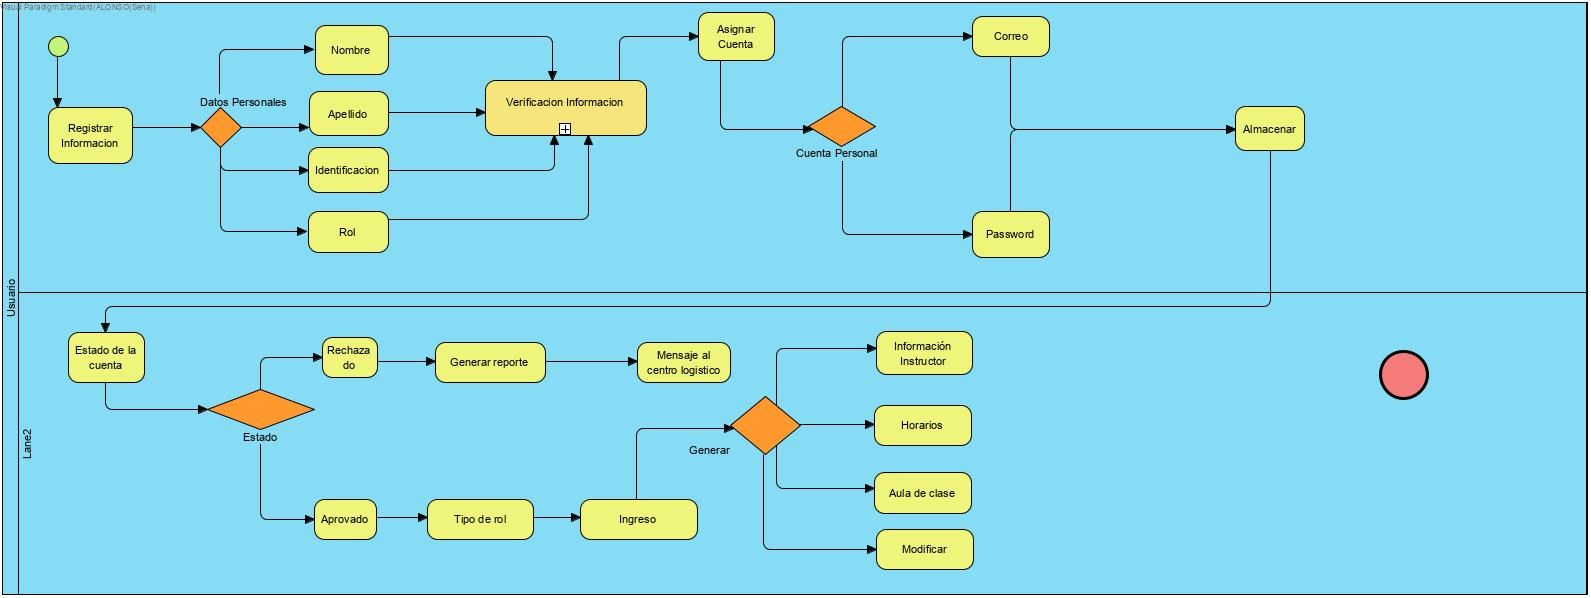 Visual Paradigm Standard(ALONSO(Sena))
Nombre
Asignar
Cuenta
Correo
Datos Personales
Verificacion Informacion
Registrar
Informacion
Apellido
Almacenar
Cuenta Personal
Identificacion
Rol
Password
Usuario
Estado de la
cuenta
Rechaza
do
Generar reporte
Mensaje al
centro logistico
Información
Instructor
Estado
Generar
Horarios
Lane2
Aula de clase
Aprovado
Tipo de rol
Ingreso
Modificar